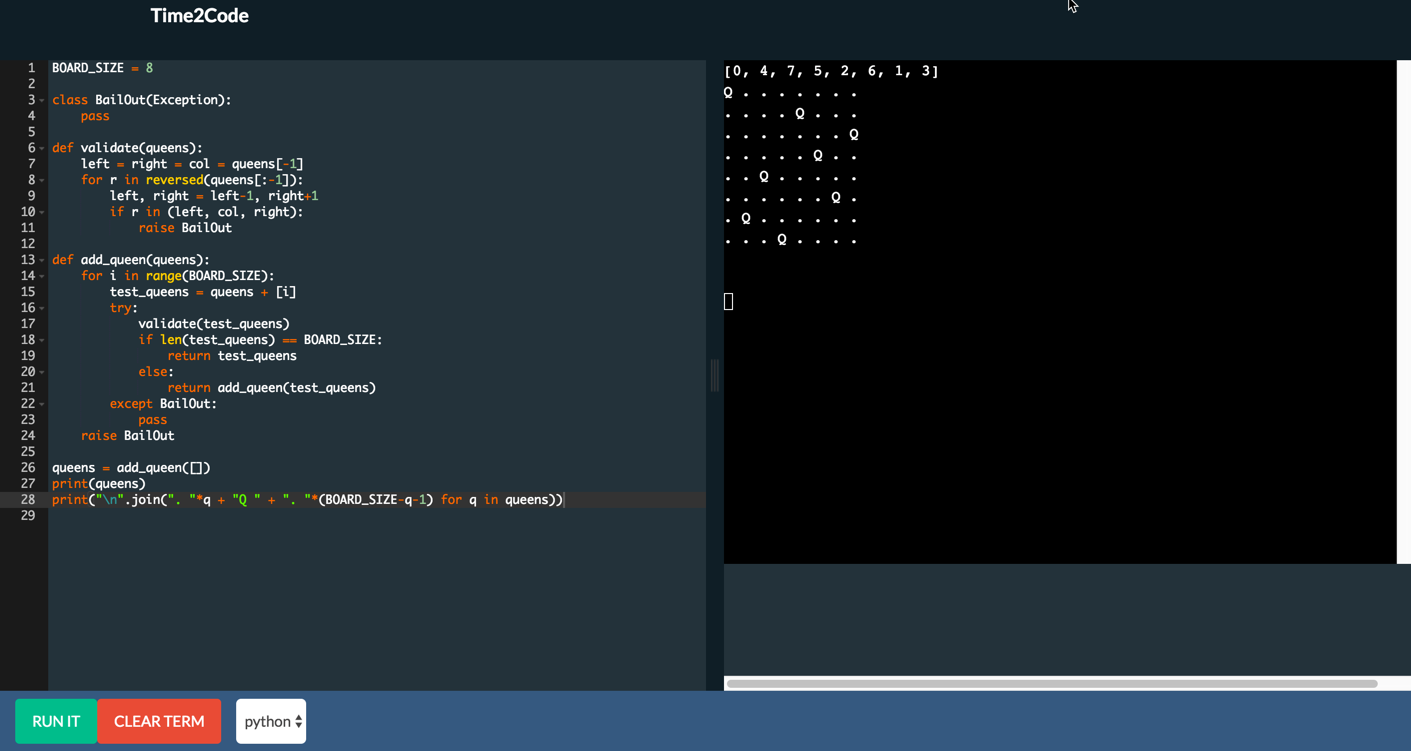 Time2Code
1 BOARD_SIZE = 8
2
3 class BailOut(Exception):
4     pass
5
6 def validate(queens):
7     left = right = col = queens[-1]
8     for r in reversed(queens[:-1]):
9         left, right = left-1, right+1
10         if r in (left, col, right):
11             raise BailOut
12
13 def add_queen(queens):
14     for i in range(BOARD_SIZE):
15         test_queens = queens + [i]
16         try:
17             validate(test_queens)
18             if len(test_queens) == BOARD_SIZE:
19                 return test_queens
20             else:
21                 return add_queen(test_queens)
22         except BailOut:
23             pass
24     raise BailOut
25
26 queens = add_queen([])
27 print(queens)
28 print("\n".join(". "*q + "Q " + ". "*(BOARD_SIZE-q-1) for q in queens))
29
[0, 4, 7, 5, 2, 6, 1, 3]
Q . . . . . . .
. . . . Q . . .
. . . . . . . Q
. . . . . Q . .
. . Q . . . . .
. . . . . . Q .
. Q . . . . . .
. . . Q . . . .
RUN IT
CLEAR TERM
python